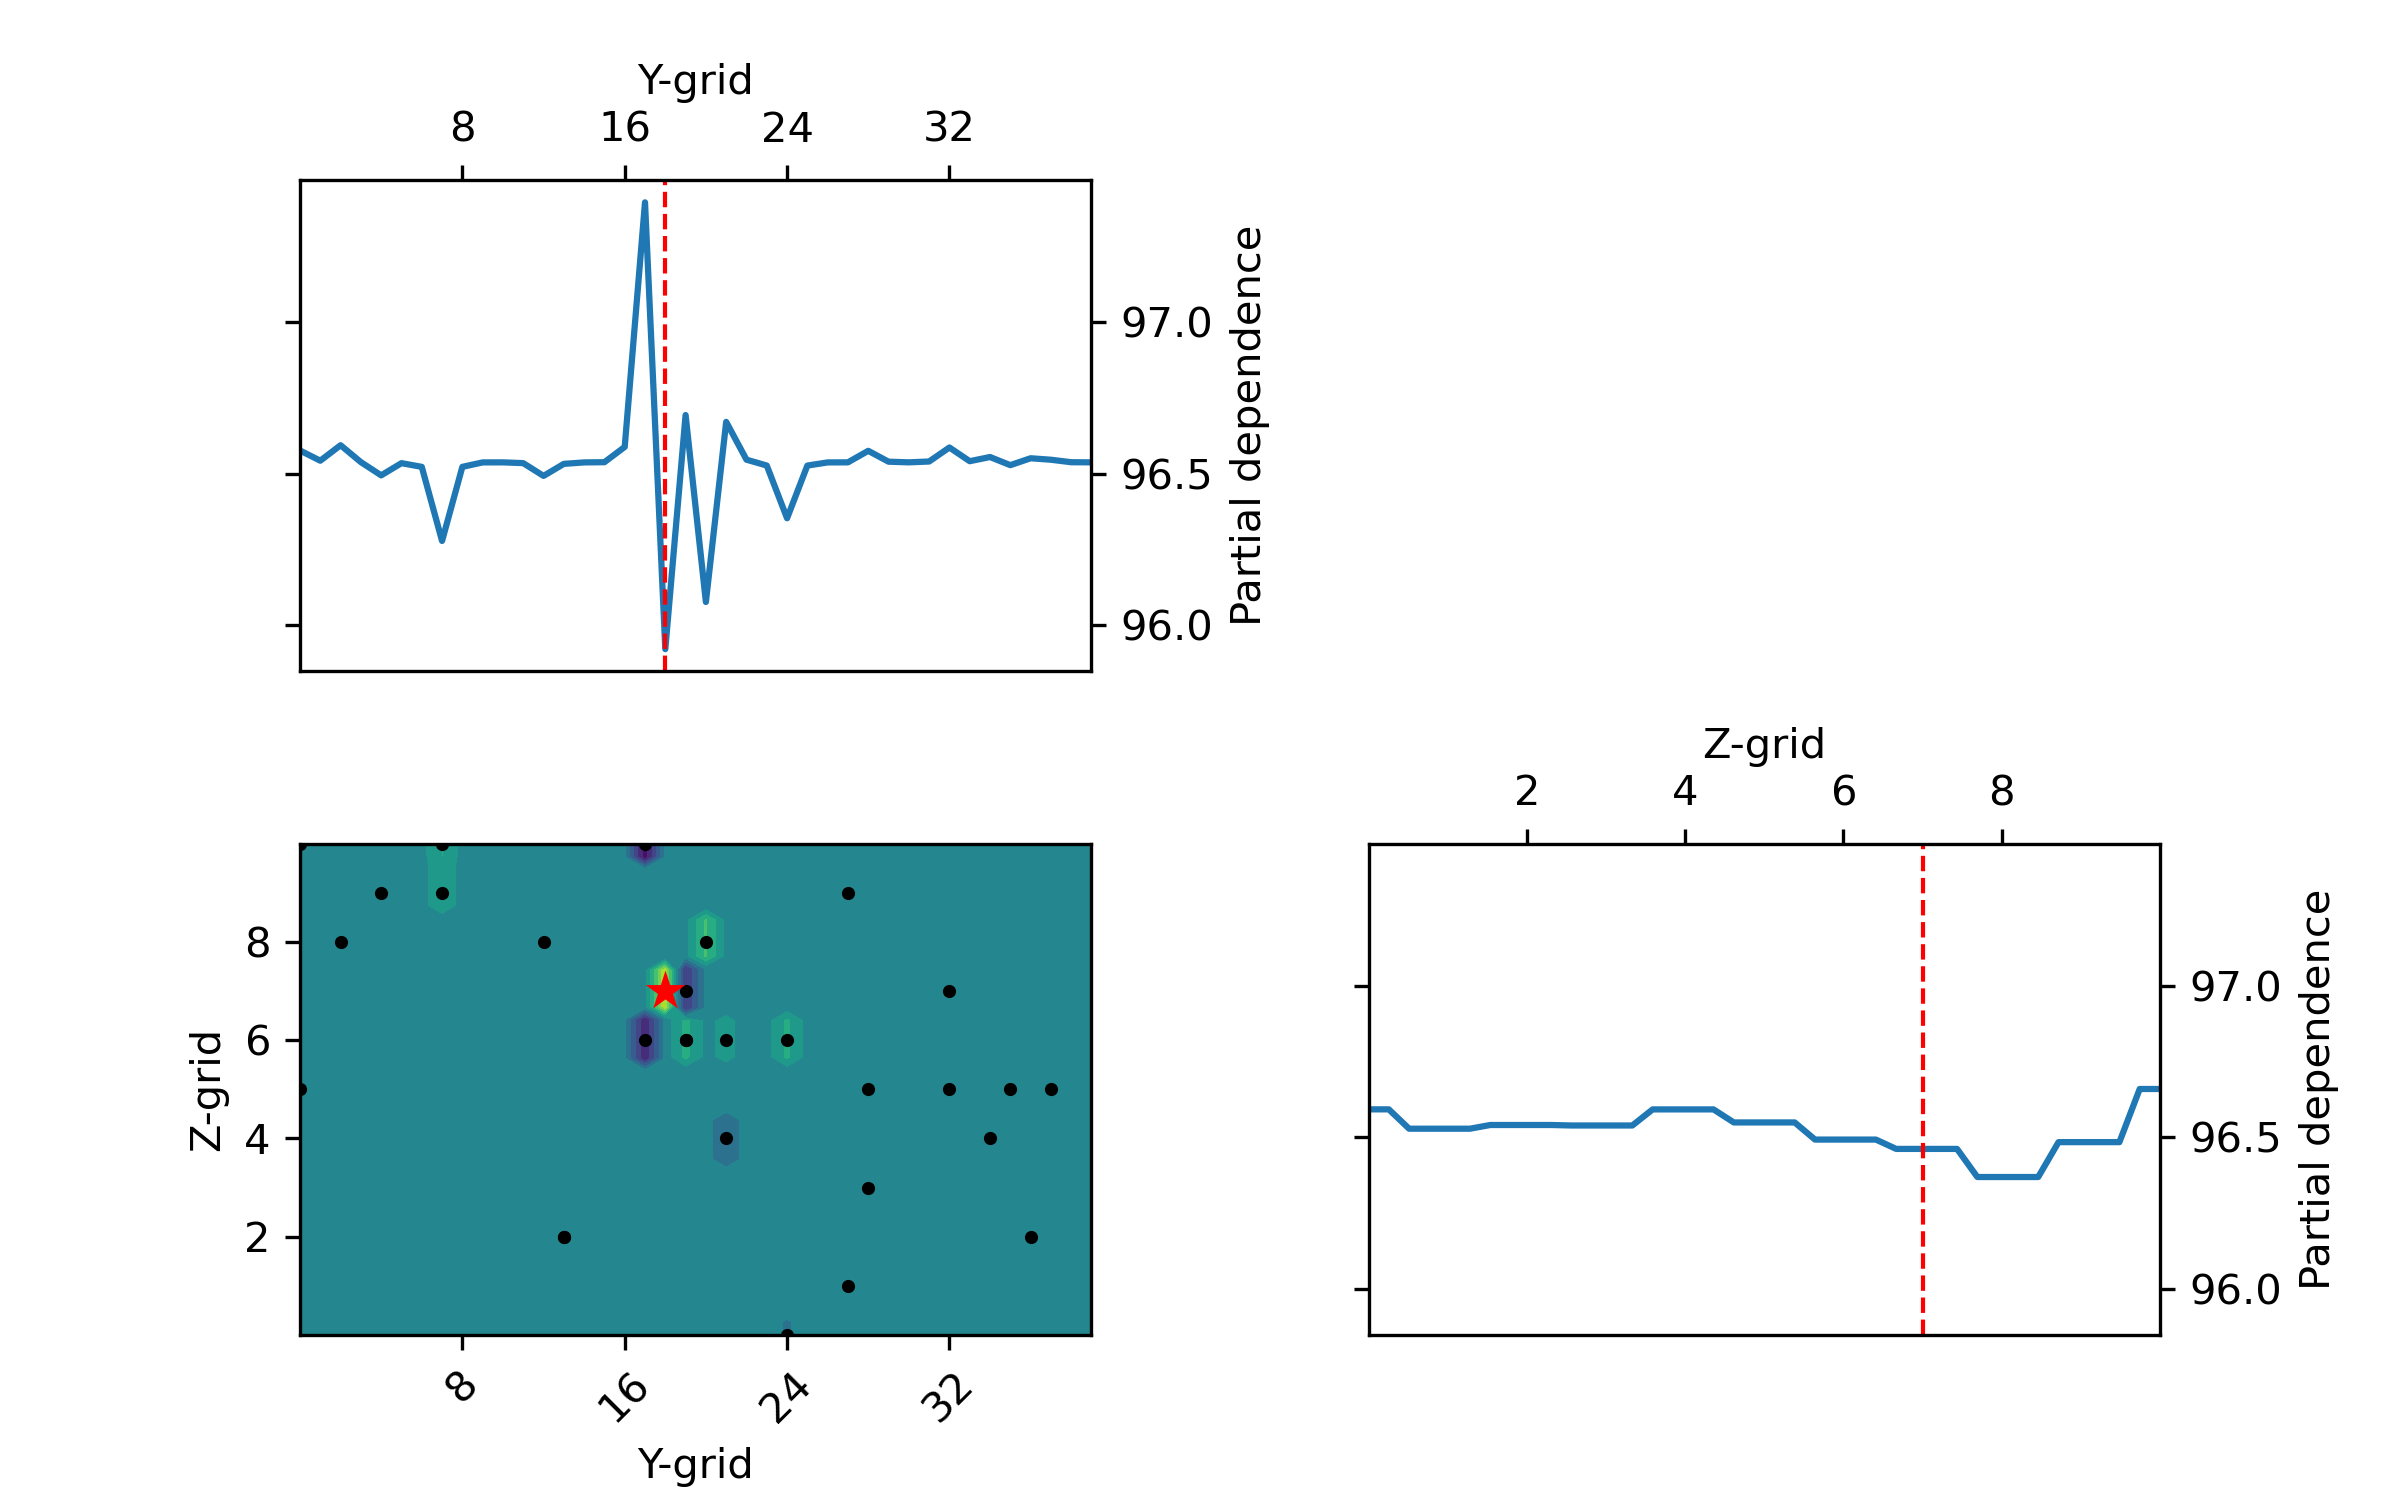 Y-grid
8 16 24 32
97.0
96.5
96.0
Partial dependence
Z-grid
2 4 6 8
8
6
4
2
Z-grid
8 16 24 32
Y-grid
97.0
96.5
96.0
Partial dependence